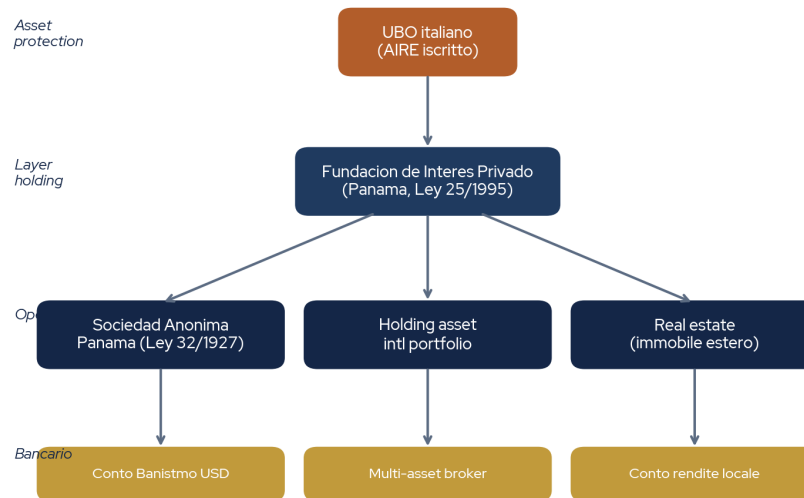 Asset
protection
UBO italiano
(AIRE iscritto)
Layer
holding
Fundacion de Interes Privado
(Panama, Ley 25/1995)
Sociedad Anonima
Panama (Ley 32/1927)
Holding asset
intl portfolio
Real estate
(immobile estero)
Bancario
Conto Banistmo USD
Multi-asset broker
Conto rendite locale